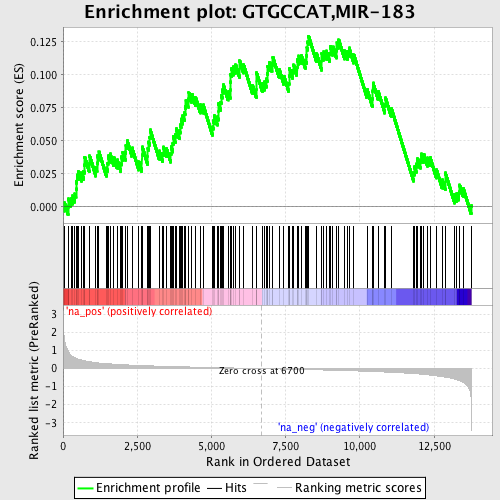 Enrichment plot: GTGCCAT,MIR-183
Enrichment score (ES)
0.125
0.100
0.075
0.050
0.025
0.000
'na_pos' (positively correlated)
Ranked list metric (PreRanked)
3
2
1
0
-1
-2
-3
Zero cross at 6700
'na_neg' (negatively correlated)
0
2,500
5,000
7,500
10,000
12,500
Rank in Ordered Dataset
Enrichment profile
Hits
Ranking metric scores